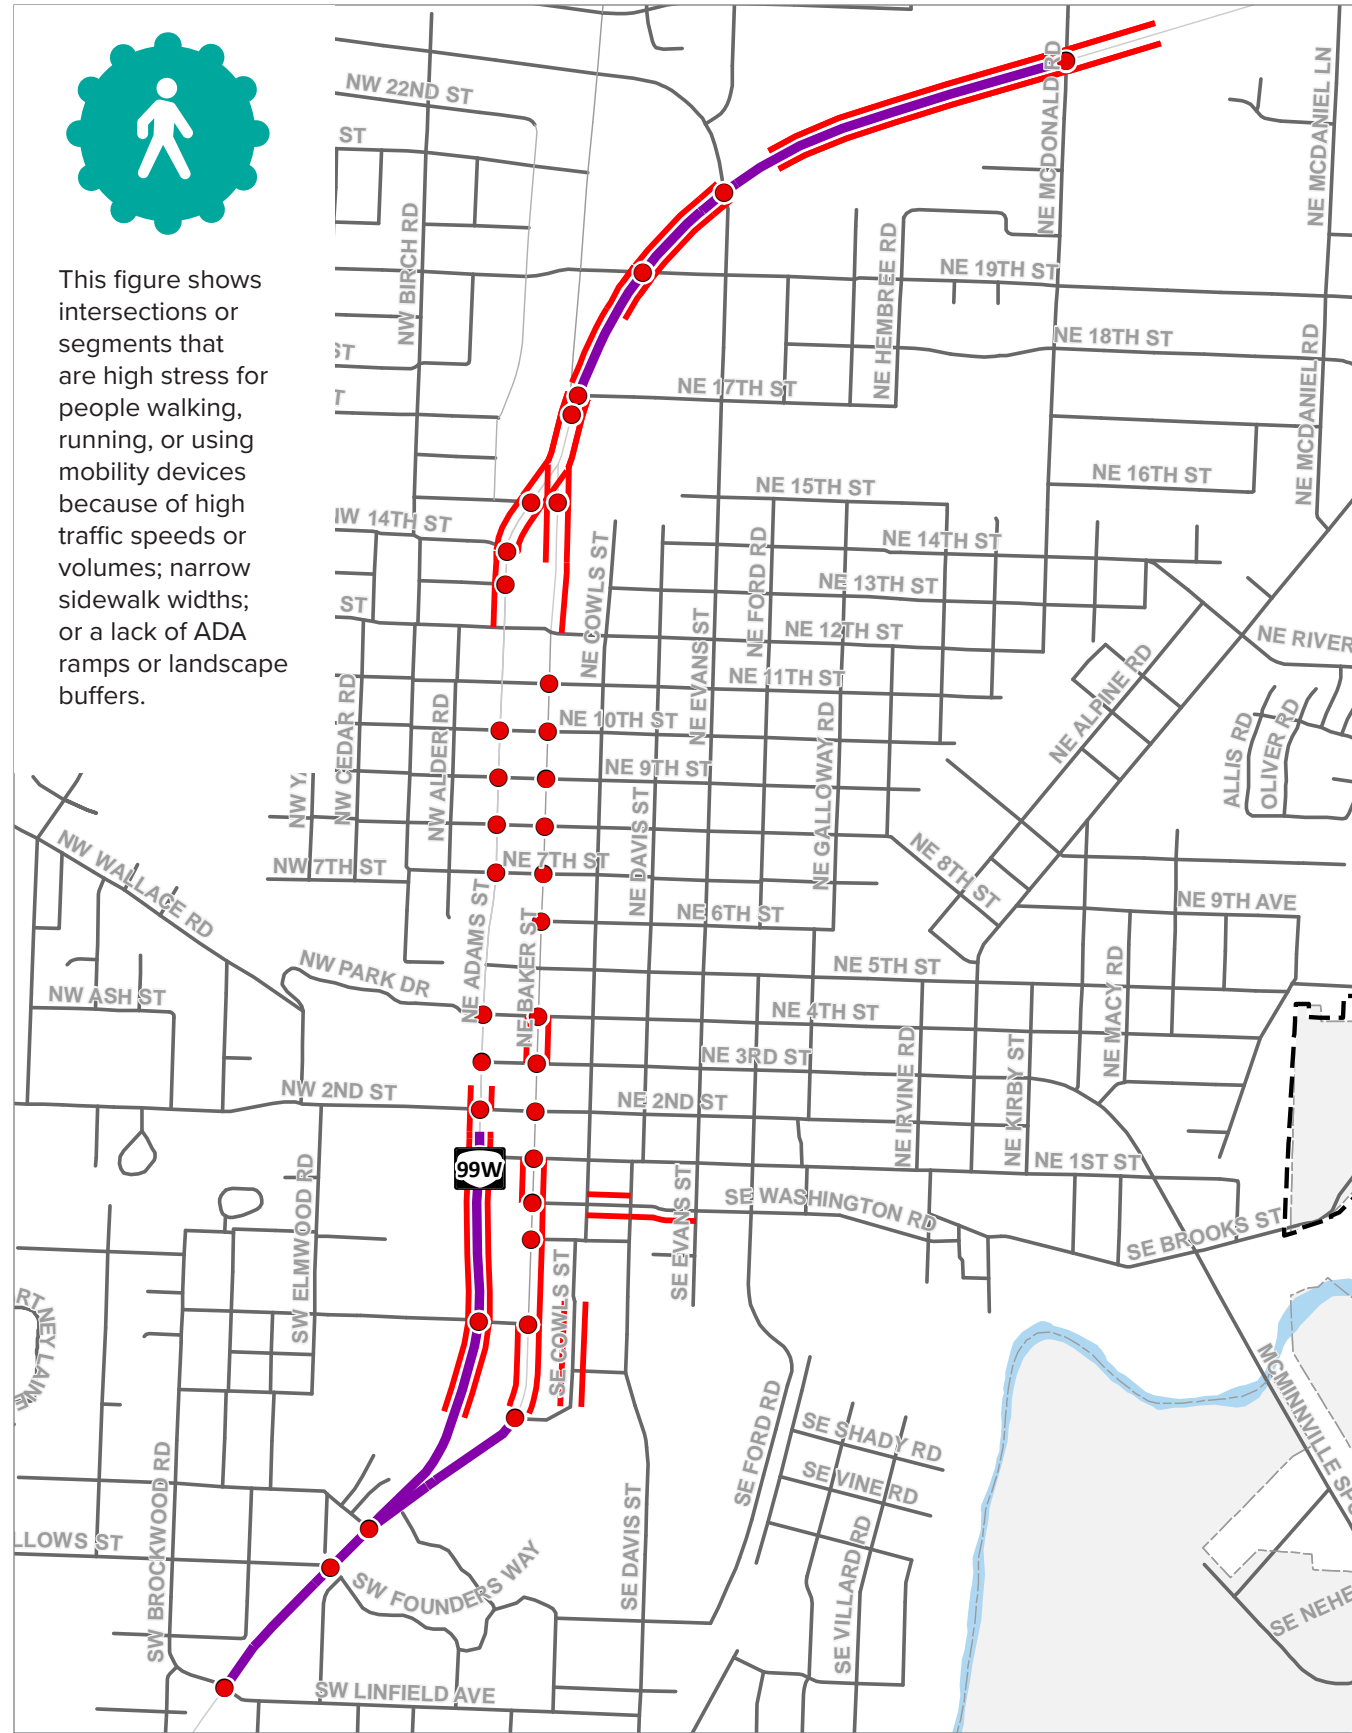 This figure shows
intersections or
segments that
are high stress for
people walking,
running, or using
mobility devices
because of high
traffic speeds or
volumes; narrow
sidewalk widths;
or a lack of ADA
ramps or landscape
buffers.
NW 22ND ST
ST
NW BIRCH RD
ST
T
NW 14TH ST
ST
NE MCDONALD RD
NE MCDANIEL LN
NE HEMBREE RD
NE 19TH ST
NE 18TH ST
NE 17TH ST
NE MCDANIEL RD
NE 16TH ST
NE 15TH ST
NE 14TH ST
NE COWLS ST
NE FORD RD
NE 13TH ST
NE 12TH ST
NE EVANS ST
NE 11TH ST
NE RIVER
NE ALPINE RD
NE 10TH ST
NE 9TH ST
NE GALLOWAY RD
ALLIS RD
OLIVER RD
NW Y
NW CEDAR RD
NW ALDER RD
NE DAVIS ST
NW WALLACE RD
NW 7TH ST
NE 7TH ST
NE 8TH ST
NE 9TH AVE
NE 6TH ST
NE ADAMS ST
NE BAKER ST
NW PARK DR
NE 5TH ST
NW ASH ST
NE 4TH ST
NE MACY RD
NE 3RD ST
NE IRVINE RD
NE KIRBY ST
NW 2ND ST
NE 2ND ST
99W
NE 1ST ST
SW ELMWOOD RD
SE EVANS ST
SE WASHINGTON RD
SE BROOKS ST
RT
NEY LAINE
SE COWLS ST
MCMINNVILLE SPU
SE FORD RD
SE SHADY RD
SE VINE RD
SW BROCKWOOD RD
LLOWS ST
SW FOUNDERS WAY
SE DAVIS ST
SE VILLARD RD
SE NEHE
SW LINFIELD AVE